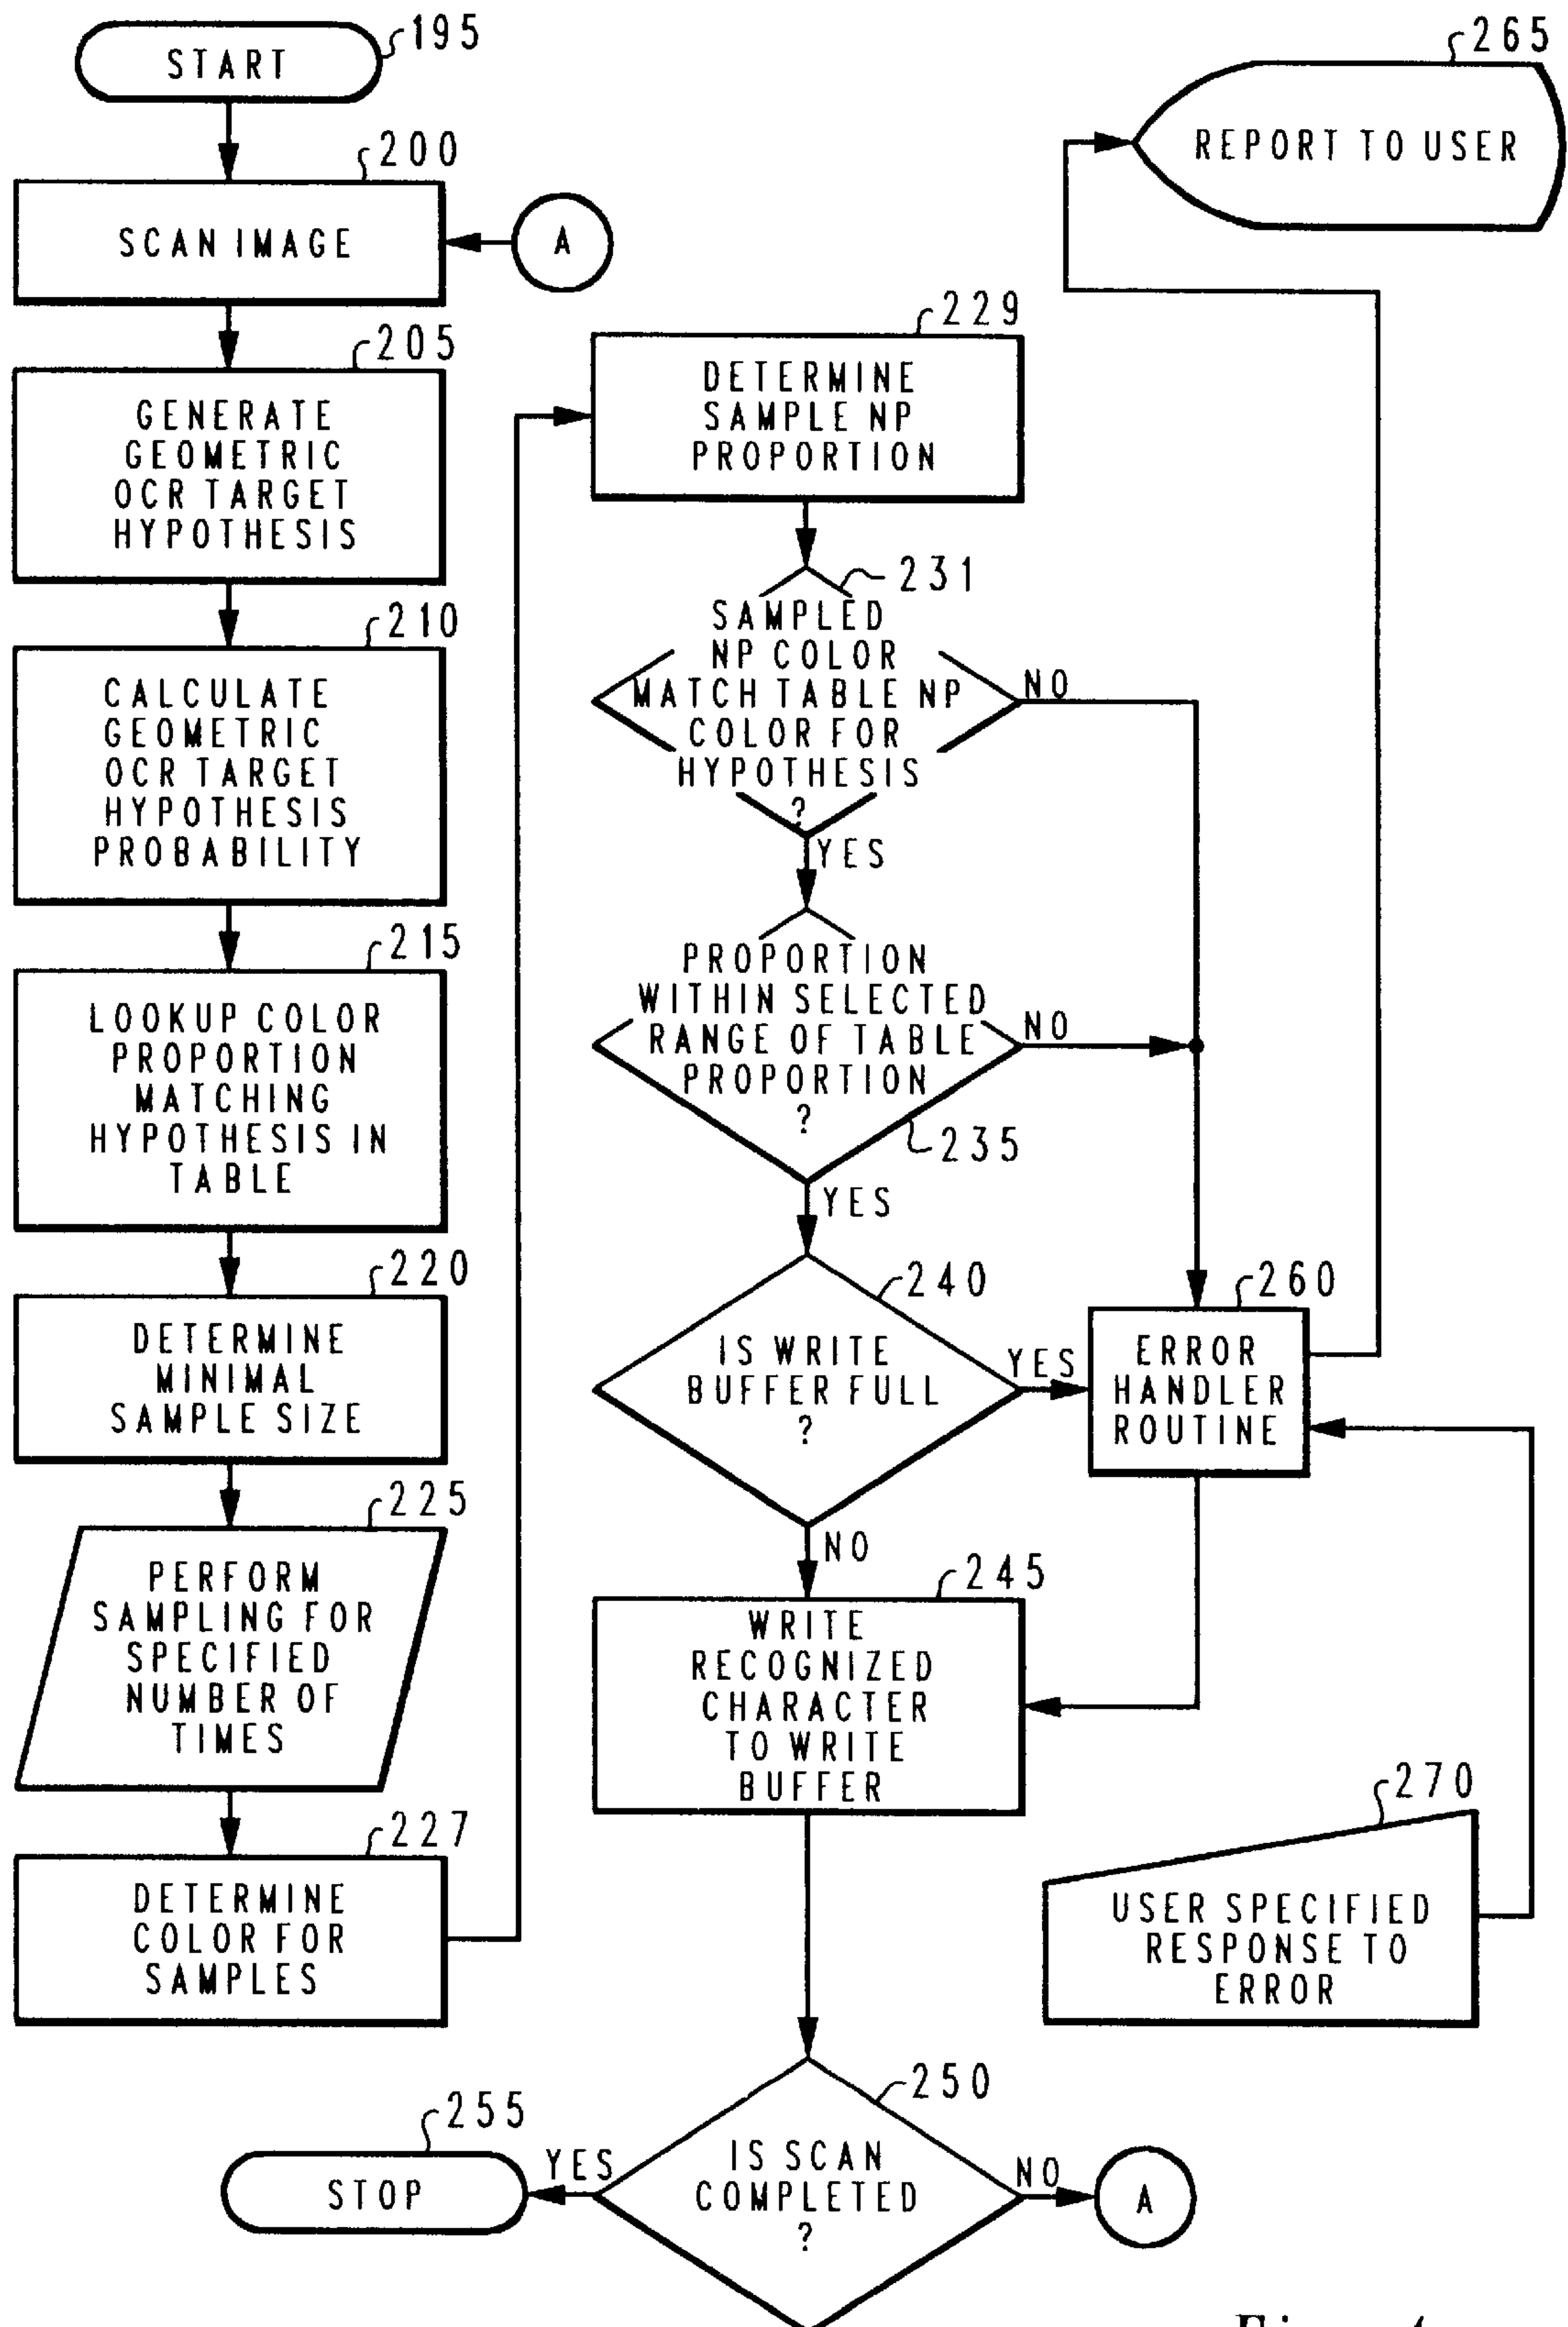 START
195
200
SCAN IMAGE
A
205
GENERATE
GEOMETRIC
OCR TARGET
HYPOTHESIS
210
CALCULATE
GEOMETRIC
OCR TARGET
HYPOTHESIS
PROBABILITY
215
LOOKUP COLOR
PROPORTION
MATCHING
HYPOTHESIS IN
TABLE
220
DETERMINE
MINIMAL
SAMPLE SIZE
225
PERFORM
SAMPLING FOR
SPECIFIED
NUMBER OF
TIMES
227
DETERMINE
COLOR FOR
SAMPLES
229
DETERMINE
SAMPLE NP
PROPORTION
231
SAMPLED
NP COLOR
MATCH TABLE NP
COLOR FOR
HYPOTHESIS
?
NO
YES
PROPORTION
WITHIN SELECTED
RANGE OF TABLE
PROPORTION
?
NO
235
YES
240
IS WRITE
BUFFER FULL
?
YES
NO
245
WRITE
RECOGNIZED
CHARACTER
TO WRITE
BUFFER
250
IS SCAN
COMPLETED
?
YES
NO
A
255
STOP
260
ERROR
HANDLER
ROUTINE
265
REPORT TO USER
270
USER SPECIFIED
RESPONSE TO
ERROR